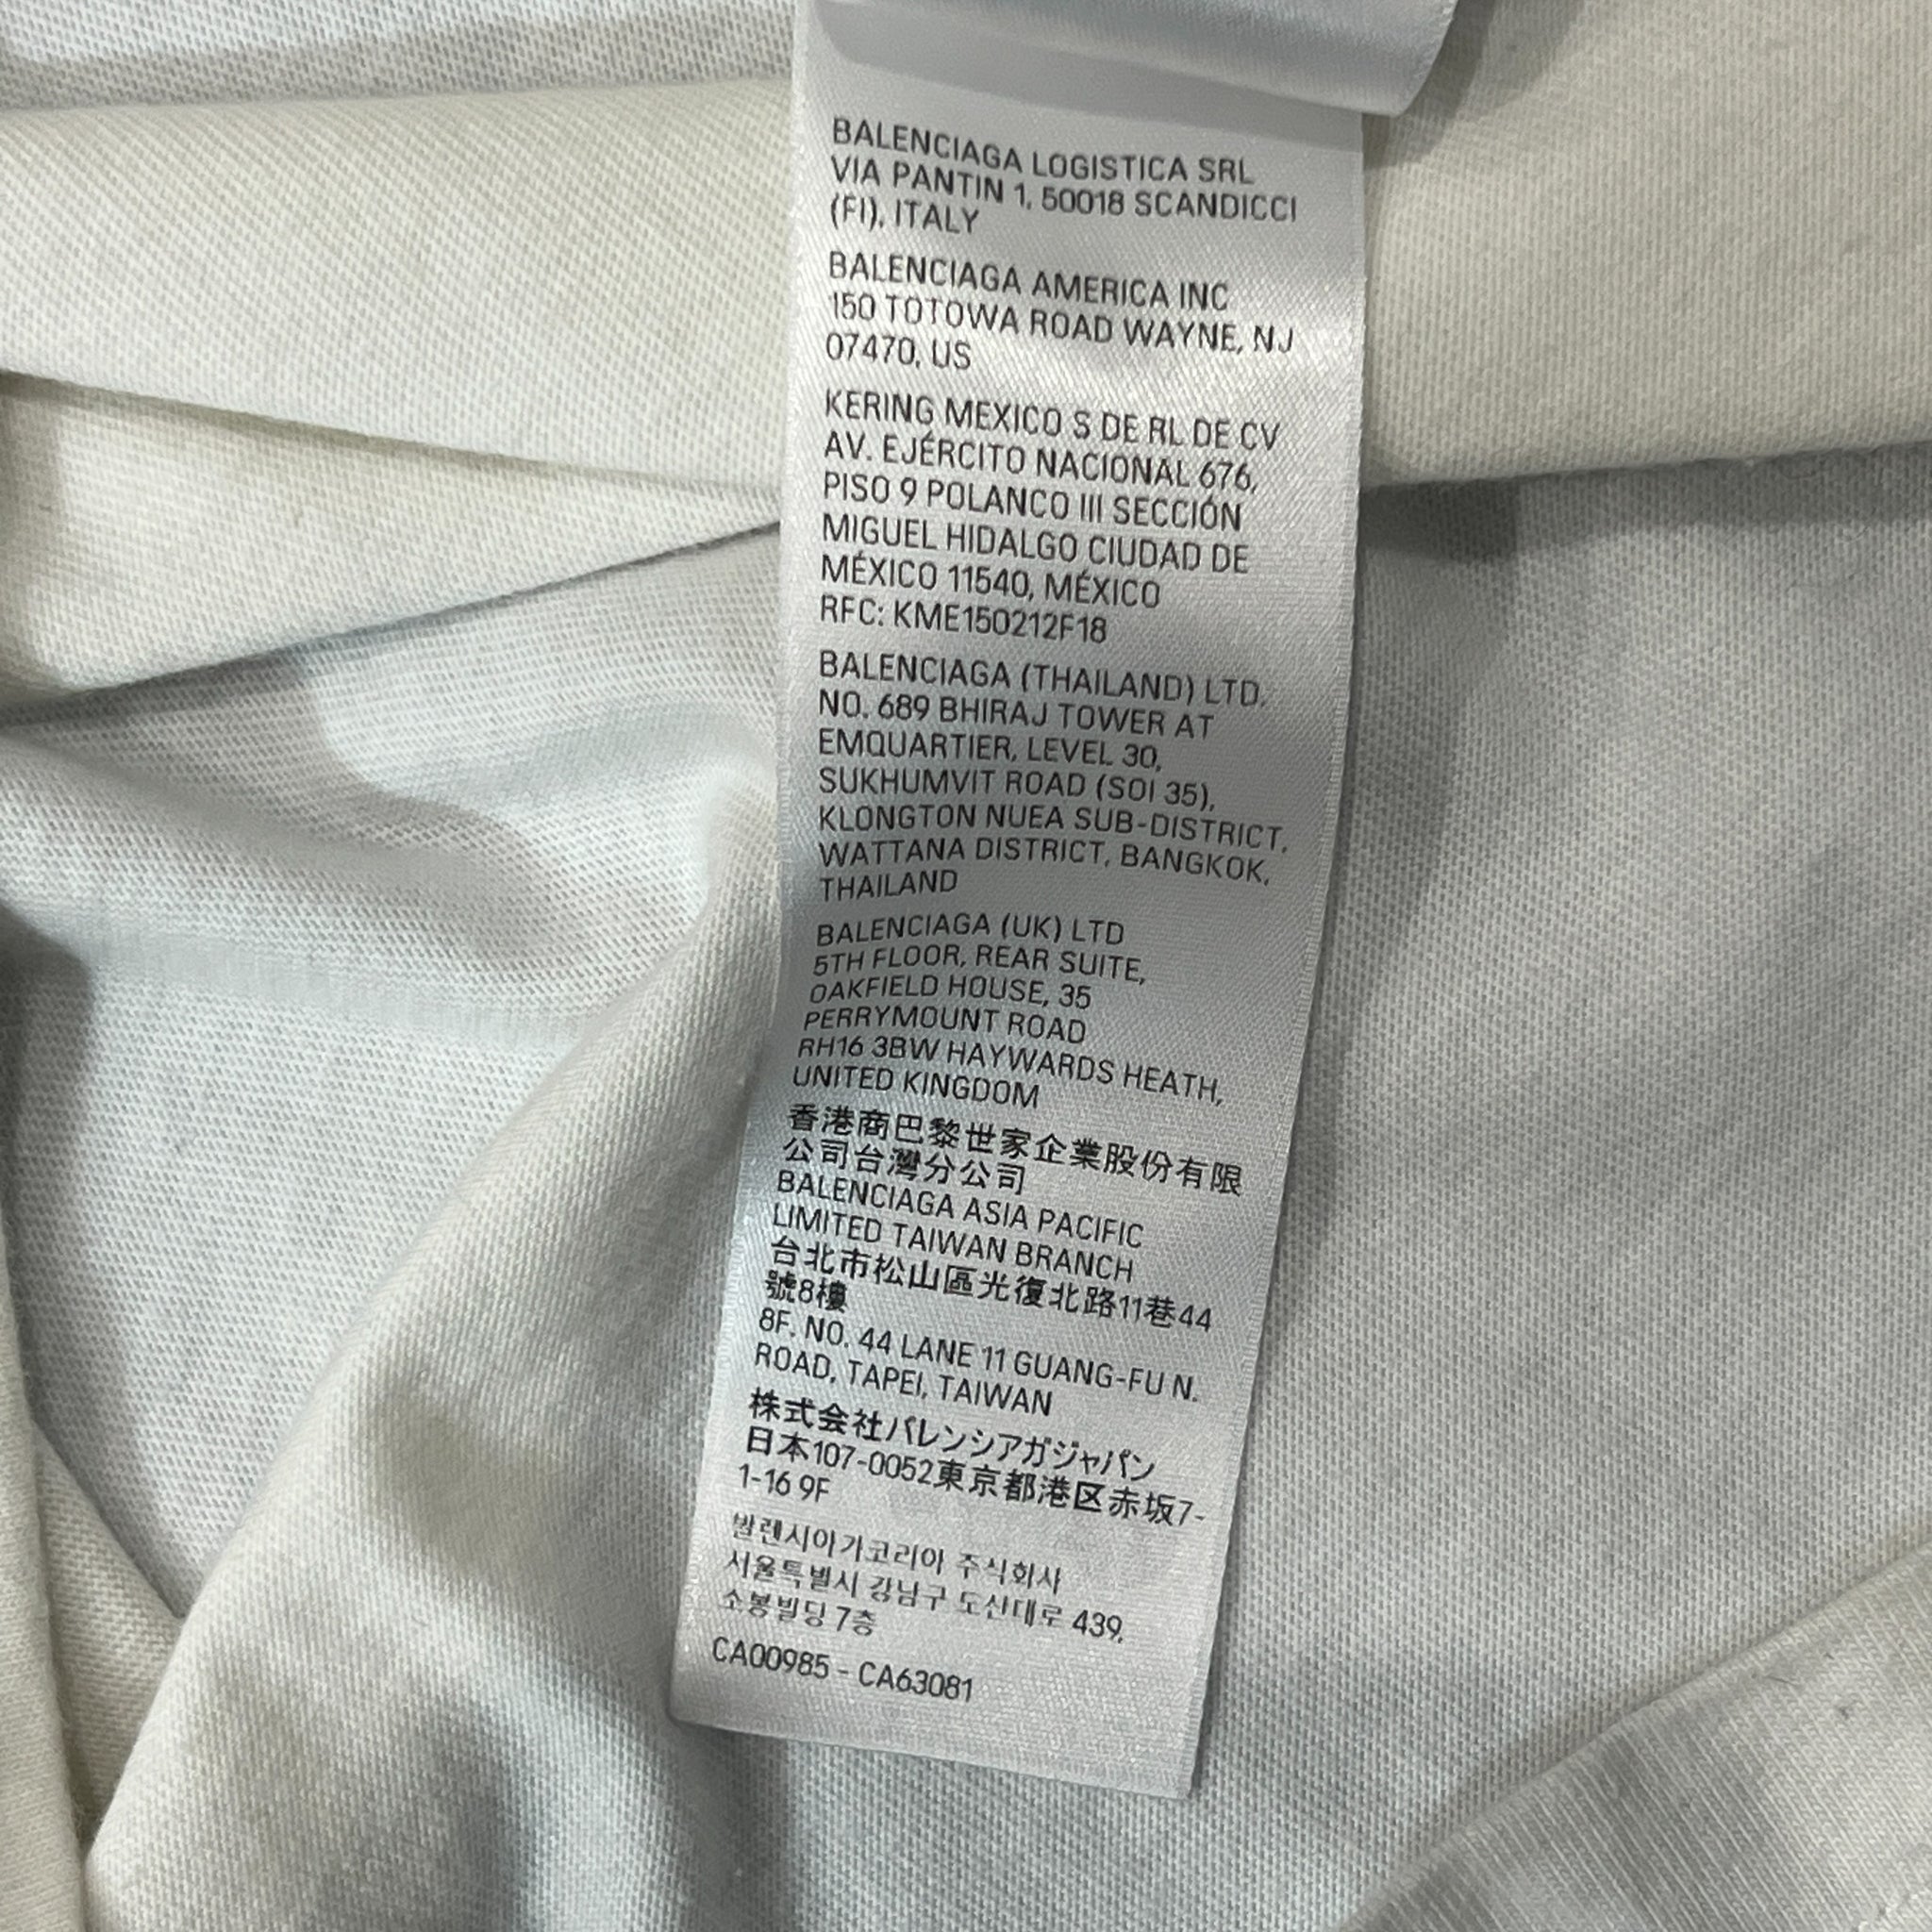 BALENCIAGA LOGISTICA SRL
VIA PANTIN 1, 50018 SCANDICCI
(FI), ITALY
BALENCIAGA AMERICA INC
150 TOTOWA ROAD WAYNE, NJ
07470, US
KERING MEXICO S DE RL DE CV
AV. EJÉRCITO NACIONAL 676,
PISO 9 POLANCO III SECCIÓN
MIGUEL HIDALGO CIUDAD DE
MÉXICO 11540, MÉXICO
RFC: KME150212F18
BALENCIAGA (THAILAND) LTD.
NO. 689 BHIRAJ TOWER AT
EMQUARTIER, LEVEL 30,
SUKHUMVIT ROAD (SOI 35),
KLONGTON NUEA SUB-DISTRICT,
WATTANA DISTRICT, BANGKOK,
THAILAND
BALENCIAGA (UK) LTD
5TH FLOOR, REAR SUITE,
OAKFIELD HOUSE, 35
PERRYMOUNT ROAD
RH16 3BW HAYWARDS HEATH,
UNITED KINGDOM
香港商巴黎世家企業股份有限
公司台灣分公司
BALENCIAGA ASIA PACIFIC
LIMITED TAIWAN BRANCH
台北市松山區光復北路11巷44
號8樓
8F. NO. 44 LANE 11 GUANG-FU N.
ROAD, TAPEI, TAIWAN
株式会社バレンシアガジャパン
日本107-0052東京都港区赤坂7-
1-16 9F
발렌시아가코리아 주식회사
서울특별시 강남구 도산대로 439,
소봉빌딩 7층
CA00985 - CA63081